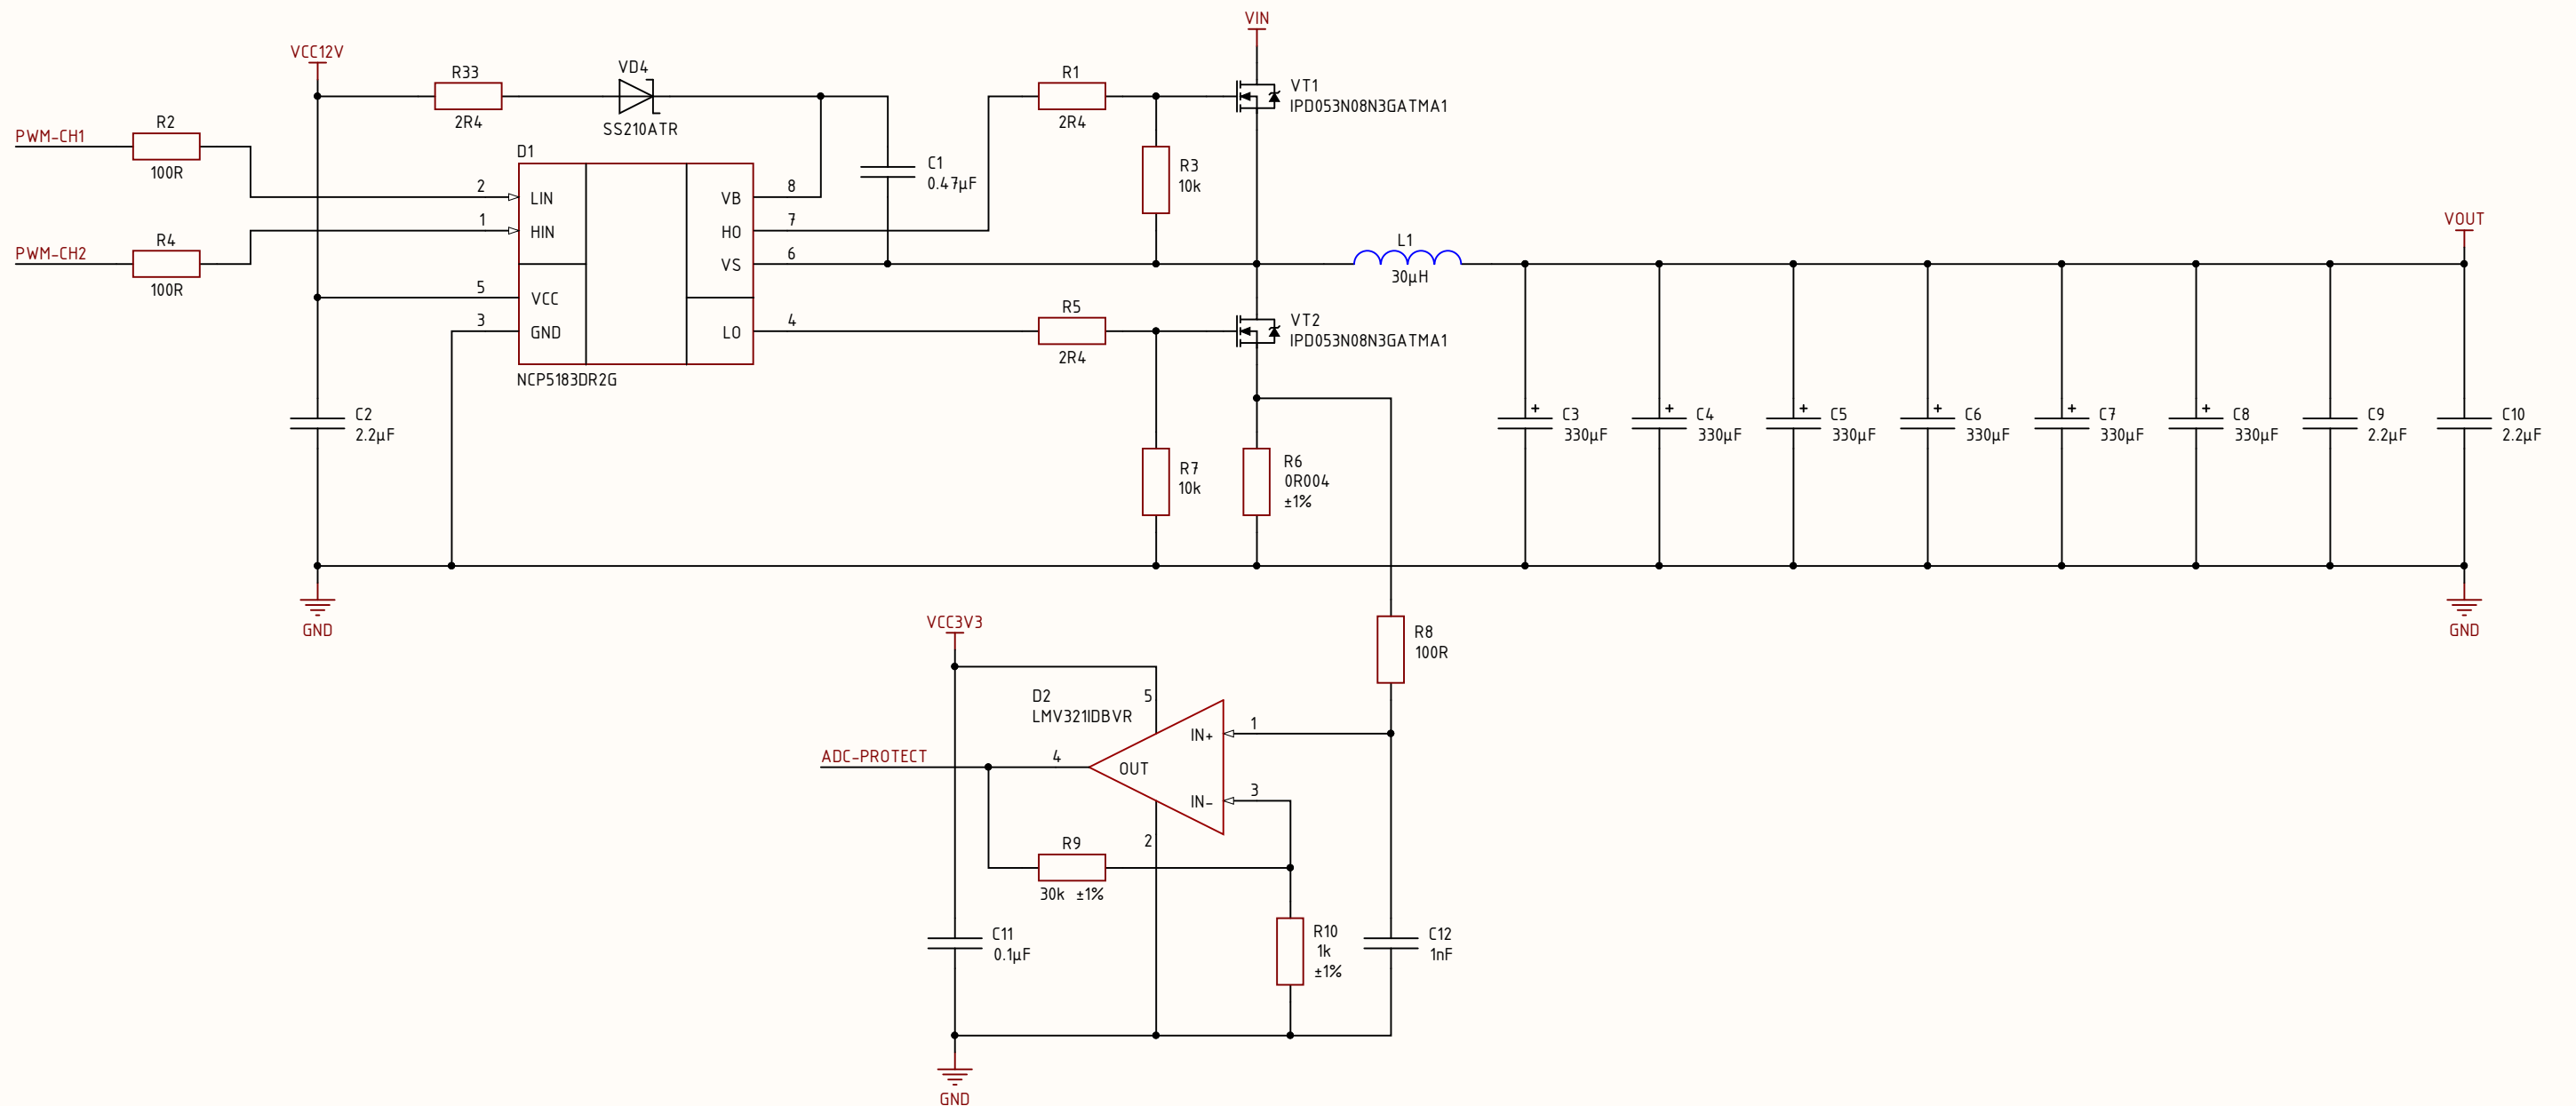 VIN
VCC12V
R33
2R4
VD4
SS210ATR
R1
2R4
VT1
IPD053N08N3GATMA1
PWM-CH1
R2
100R
PWM-CH2
R4
100R
D1
2
LIN
1
HIN
5
VCC
3
GND
VB
8
HO
7
VS
6
LO
4
NCP5183DR2G
C1
0.47µF
R3
10k
L1
30µH
VOUT
R5
2R4
VT2
IPD053N08N3GATMA1
C2
2.2µF
R7
10k
R6
0R004
±1%
+
C3
330µF
+
C4
330µF
+
C5
330µF
+
C6
330µF
+
C7
330µF
+
C8
330µF
C9
2.2µF
C10
2.2µF
GND
GND
VCC3V3
R8
100R
D2
LMV321IDBVR
5
IN+
1
ADC-PROTECT
4
OUT
IN-
3
2
R9
30k ±1%
C11
0.1µF
R10
1k
±1%
C12
1nF
GND